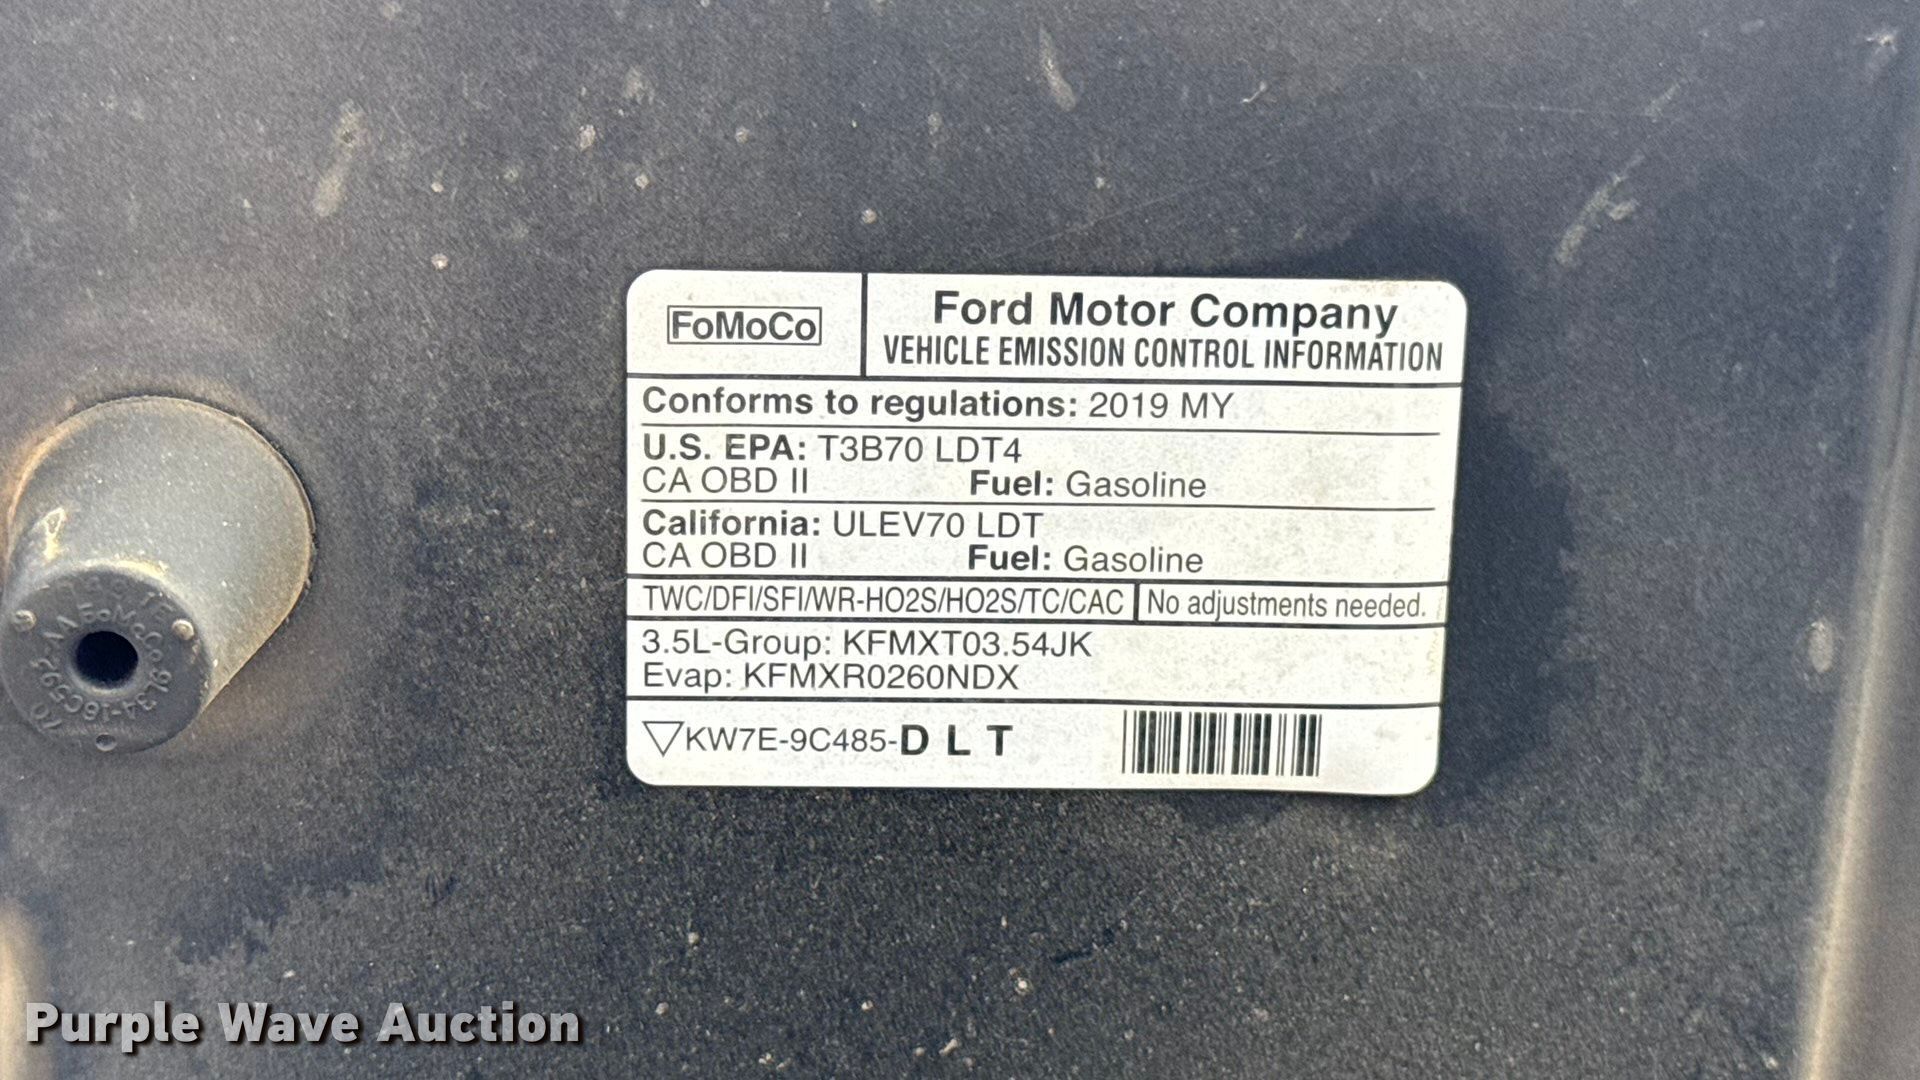 FoMoCo
Ford Motor Company
VEHICLE EMISSION CONTROL INFORMATION
Conforms to regulations: 2019 MY
U.S. EPA: T3B70 LDT4
CA OBD II Fuel: Gasoline
California: ULEV70 LDT
CA OBD II Fuel: Gasoline
TWC/DFI/SFI/WR-HO2S/HO2S/TC/CAC No adjustments needed.
3.5L-Group: KFMXT03.54JK
Evap: KFMXR0260NDX
KW7E-9C485-D L T
FoMoCo
Purple Wave Auction